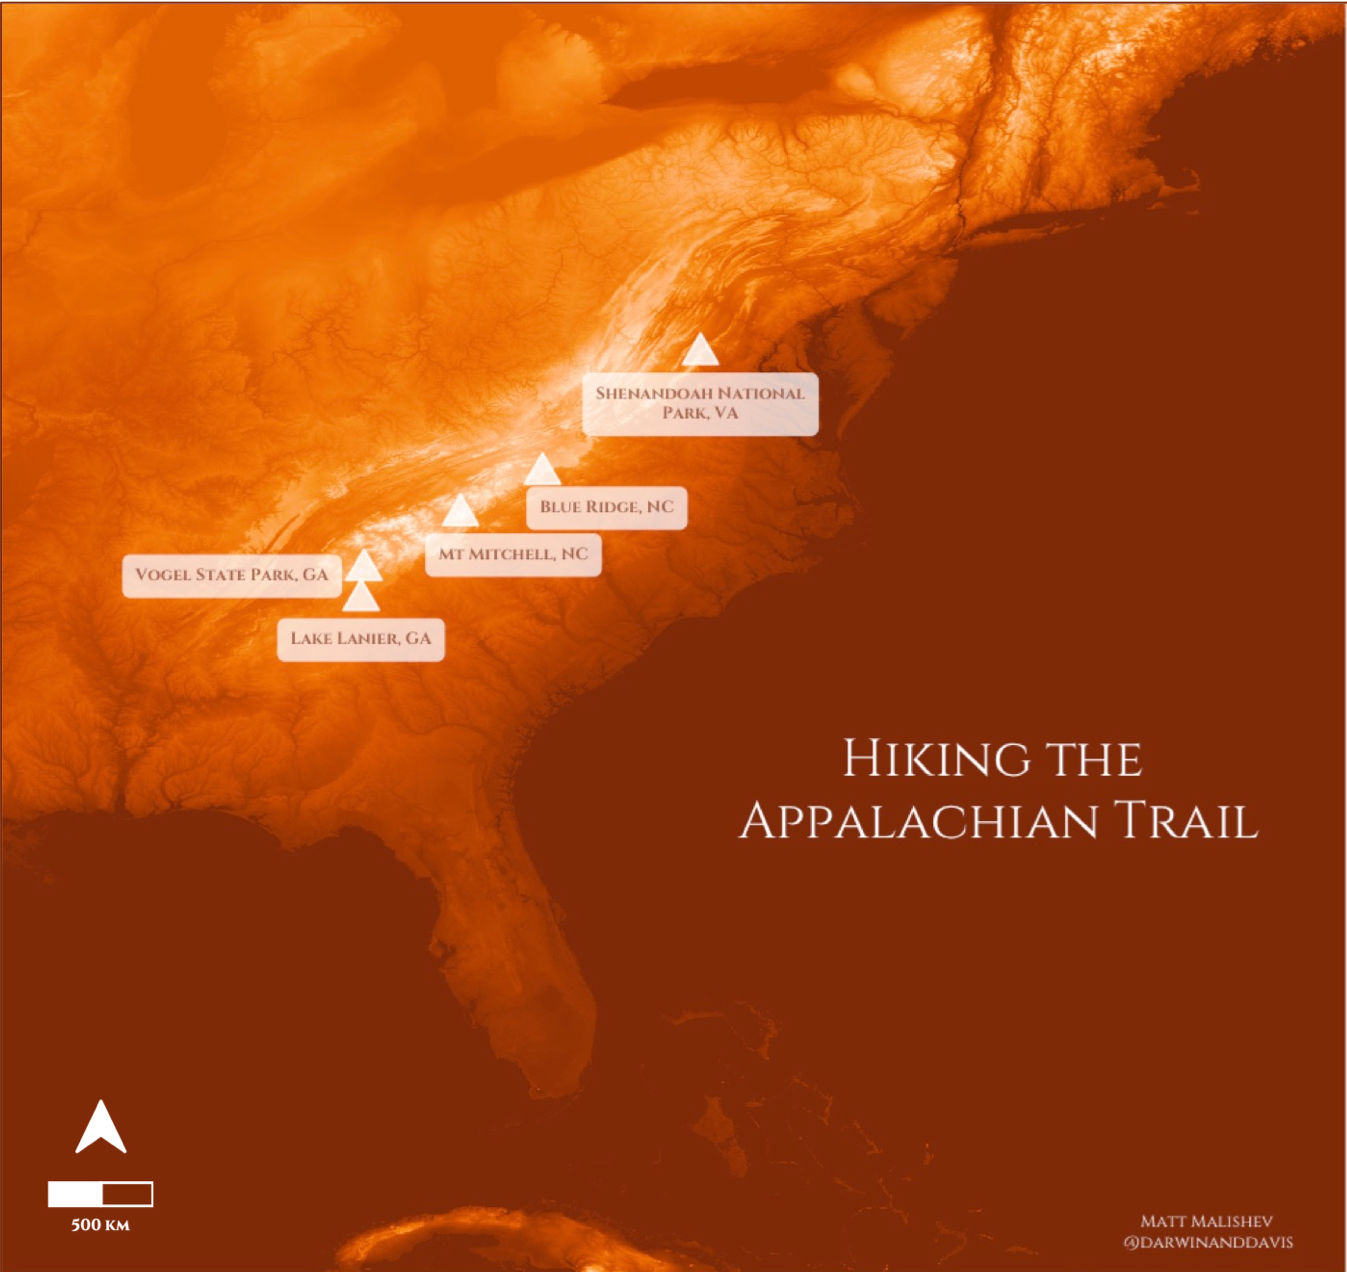 Shenandoah National
Park, VA
Blue Ridge, NC
Mt Mitchell, NC
Vogel State Park, GA
Lake Lanier, GA
Hiking the
Appalachian Trail
500 km
Matt Malishev
@darwinanddavis